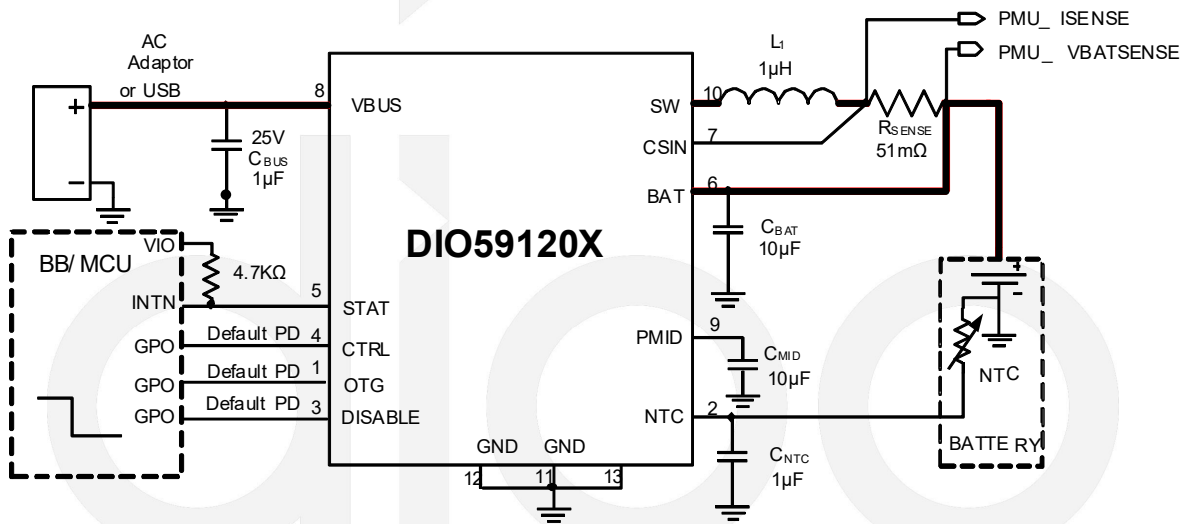 PMU_ ISENSE
PMU_ VBATSENSE
AC
Adaptor
or USB
L1
1µH
8
VBUS
SW
10
RSENSE
51mΩ
7
CSIN
25V
CBUS
1µF
6
BAT
CBAT
10µF
DIO59120X
VIO
BB/ MCU
4.7KΩ
INTN
5
STAT
GPO
Default PD
4
CTRL
GPO
Default PD
1
OTG
GPO
Default PD
3
DISABLE
PMID
9
CMID
10µF
NTC
2
CNTC
1µF
+
-
+
-
NTC
BATTE RY
GND
GND
12
11
13
dioo